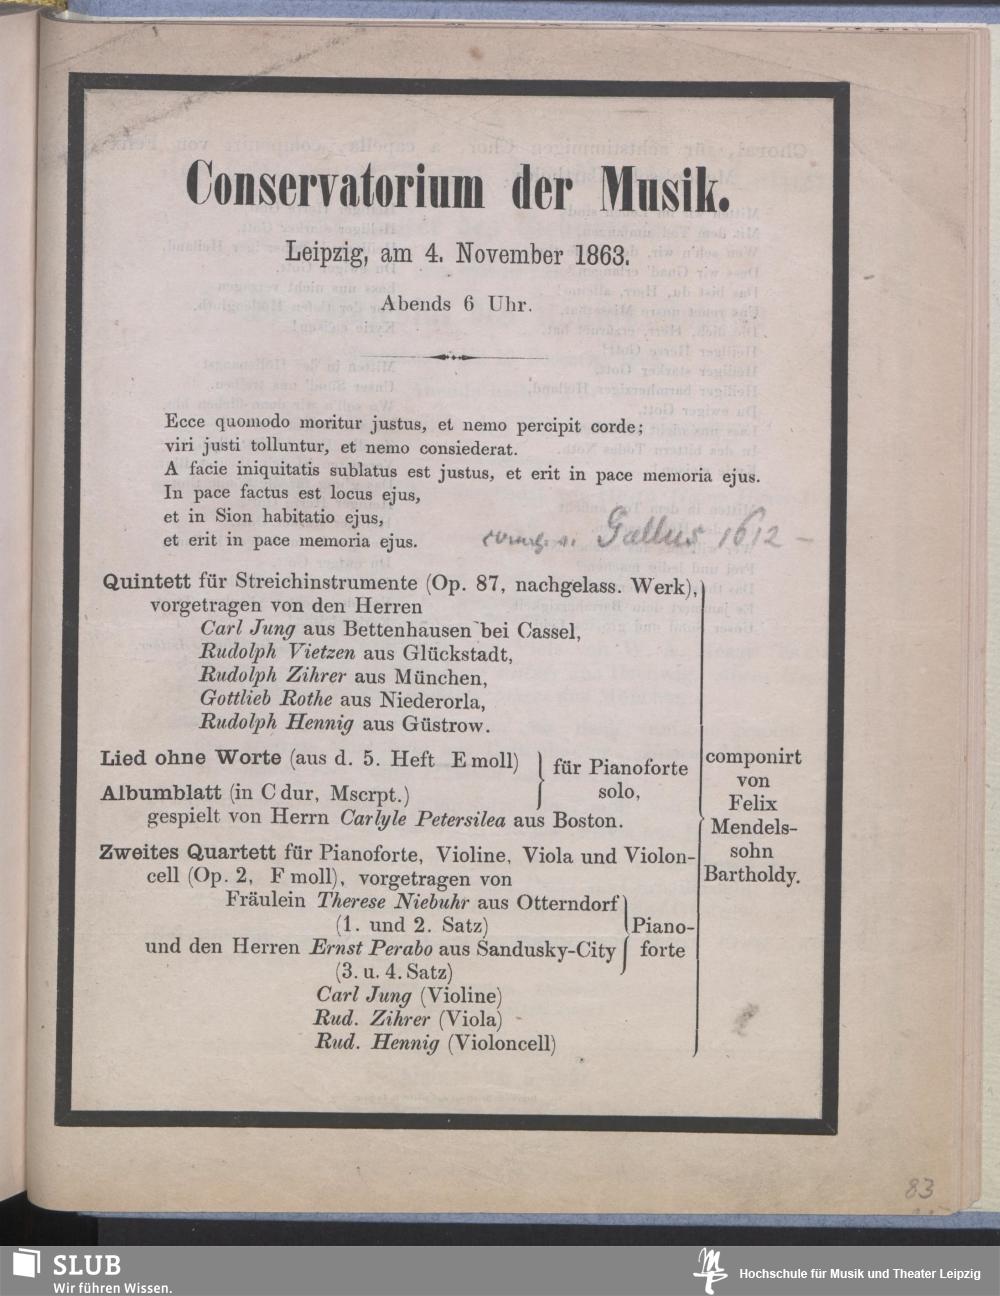 Conservatorium der Musik.
Leipzig, am 4. November 1863.
Abends 6 Uhr.
Ecce quomodo moritur justus, et nemo percipit corde;
viri justi tolluntur, et nemo consiederat.
A facie iniquitatis sublatus est justus, et erit in pace memoria ejus.
In pace factus est locus ejus,
et in Sion habitatio ejus,
et erit in pace memoria ejus.
Gallus 1612 –
Quintett für Streichinstrumente (Op. 87, nachgelass. Werk),
vorgetragen von den Herren
Carl Jung aus Bettenhausen bei Cassel,
Rudolph Vietzen aus Glückstadt,
Rudolph Zihrer aus München,
Gottlieb Rothe aus Niederorla,
Rudolph Hennig aus Güstrow.
Lied ohne Worte (aus d. 5. Heft E moll)
Albumblatt (in C dur, Mscrpt.)
für Pianoforte
solo,
gespielt von Herrn Carlyle Petersilea aus Boston.
Zweites Quartett für Pianoforte, Violine, Viola und Violon-
cell (Op. 2, F moll), vorgetragen von
Fräulein Therese Niebuhr aus Otterndorf
(1. und 2. Satz)
und den Herren Ernst Perabo aus Sandusky-City
(3. u. 4. Satz)
Piano-
forte
Carl Jung (Violine)
Rud. Zihrer (Viola)
Rud. Hennig (Violoncell)
componirt
von
Felix
Mendels-
sohn
Bartholdy.
83
SLUB
Wir führen Wissen.
Hochschule für Musik und Theater Leipzig